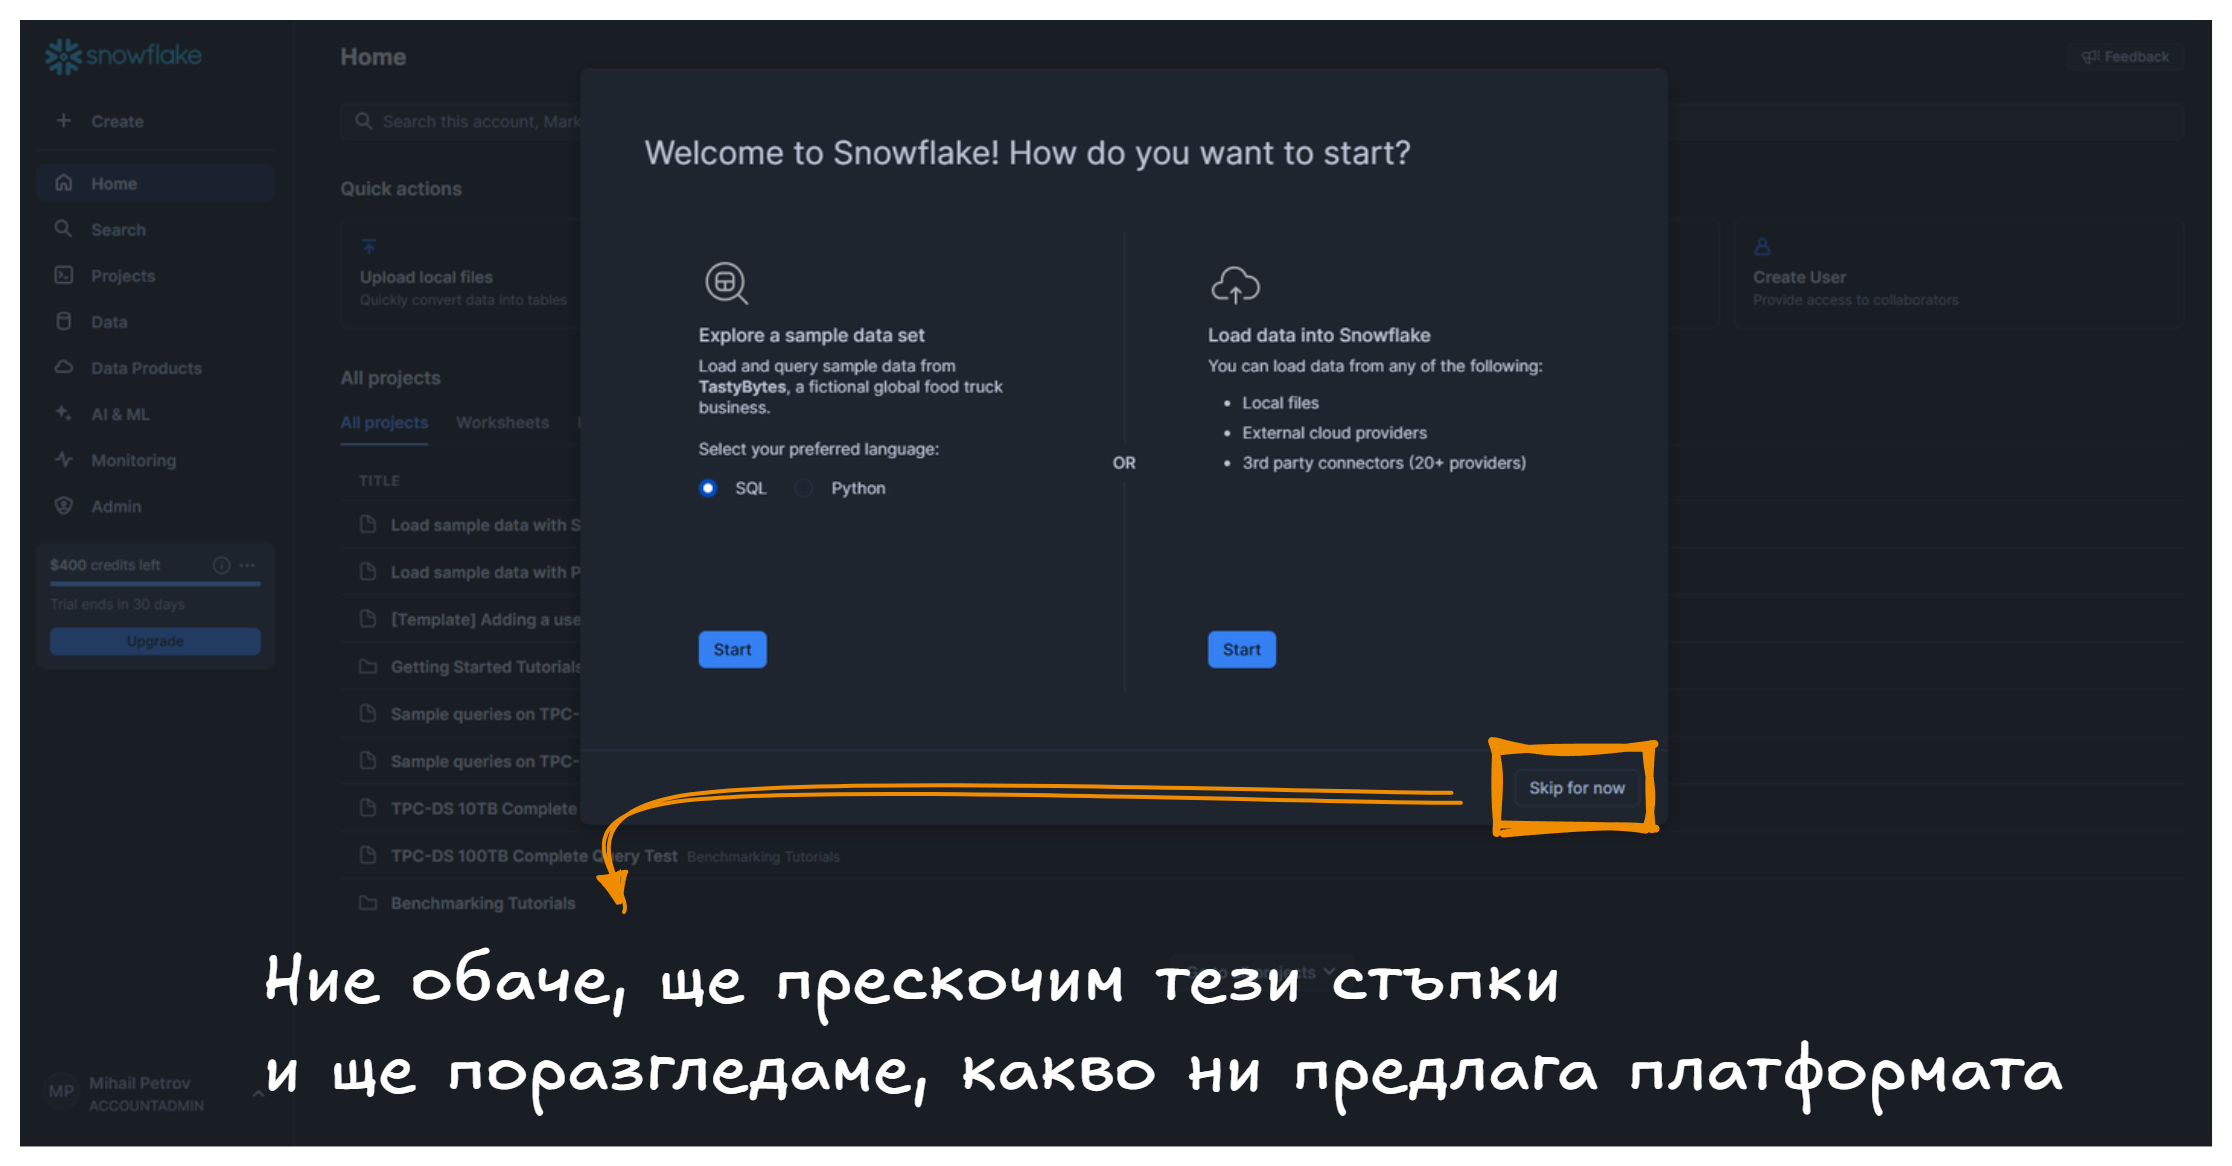 snowflake
Home
Feedback
Create
Search this account, Mark
Welcome to Snowflake! How do you want to start?
Home
Search
Projects
Data
Data Products
AI & ML
Monitoring
Admin
$400 credits left
Trial ends in 30 days
Upgrade
Quick actions
Upload local files
Quickly convert data into tables
Create User
Provide access to collaborators
All projects
All projects Worksheets
TITLE
Load sample data with S
Load sample data with P
[Template] Adding a use
Getting Started Tutorials
Sample queries on TPC-
Sample queries on TPC-
TPC-DS 10TB Complete
TPC-DS 100TB Complete Query Test Benchmarking Tutorials
Benchmarking Tutorials
Explore a sample data set
Load and query sample data from
TastyBytes, a fictional global food truck
business.
Select your preferred language:
SQL Python
Start
OR
Load data into Snowflake
You can load data from any of the following:
• Local files
• External cloud providers
• 3rd party connectors (20+ providers)
Start
Skip for now
Ние обаче, ще прескочим тези стъпки
и ще поразгледаме, какво ни предлага платформата
MP
Mihail Petrov
ACCOUNTADMIN